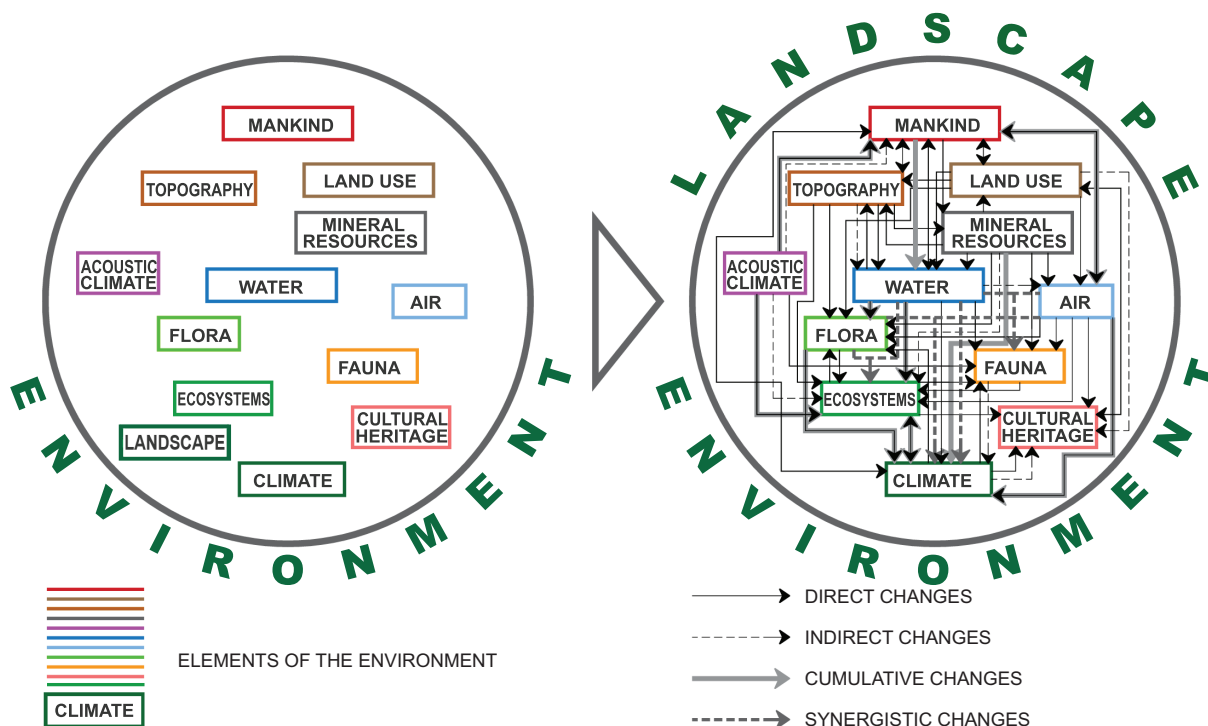 MANKIND
TOPOGRAPHY
LAND USE
MINERAL
RESOURCES
ACOUSTIC
CLIMATE
WATER
AIR
FLORA
FAUNA
ECOSYSTEMS
CULTURAL
HERITAGE
LANDSCAPE
CLIMATE
ENVIRONMENT
LANDSCAPE
MANKIND
TOPOGRAPHY
LAND USE
MINERAL
RESOURCES
ACOUSTIC
CLIMATE
WATER
AIR
FLORA
FAUNA
ECOSYSTEMS
CULTURAL
HERITAGE
CLIMATE
ENVIRONMENT
ELEMENTS OF THE ENVIRONMENT
CLIMATE
DIRECT CHANGES
INDIRECT CHANGES
CUMULATIVE CHANGES
SYNERGISTIC CHANGES